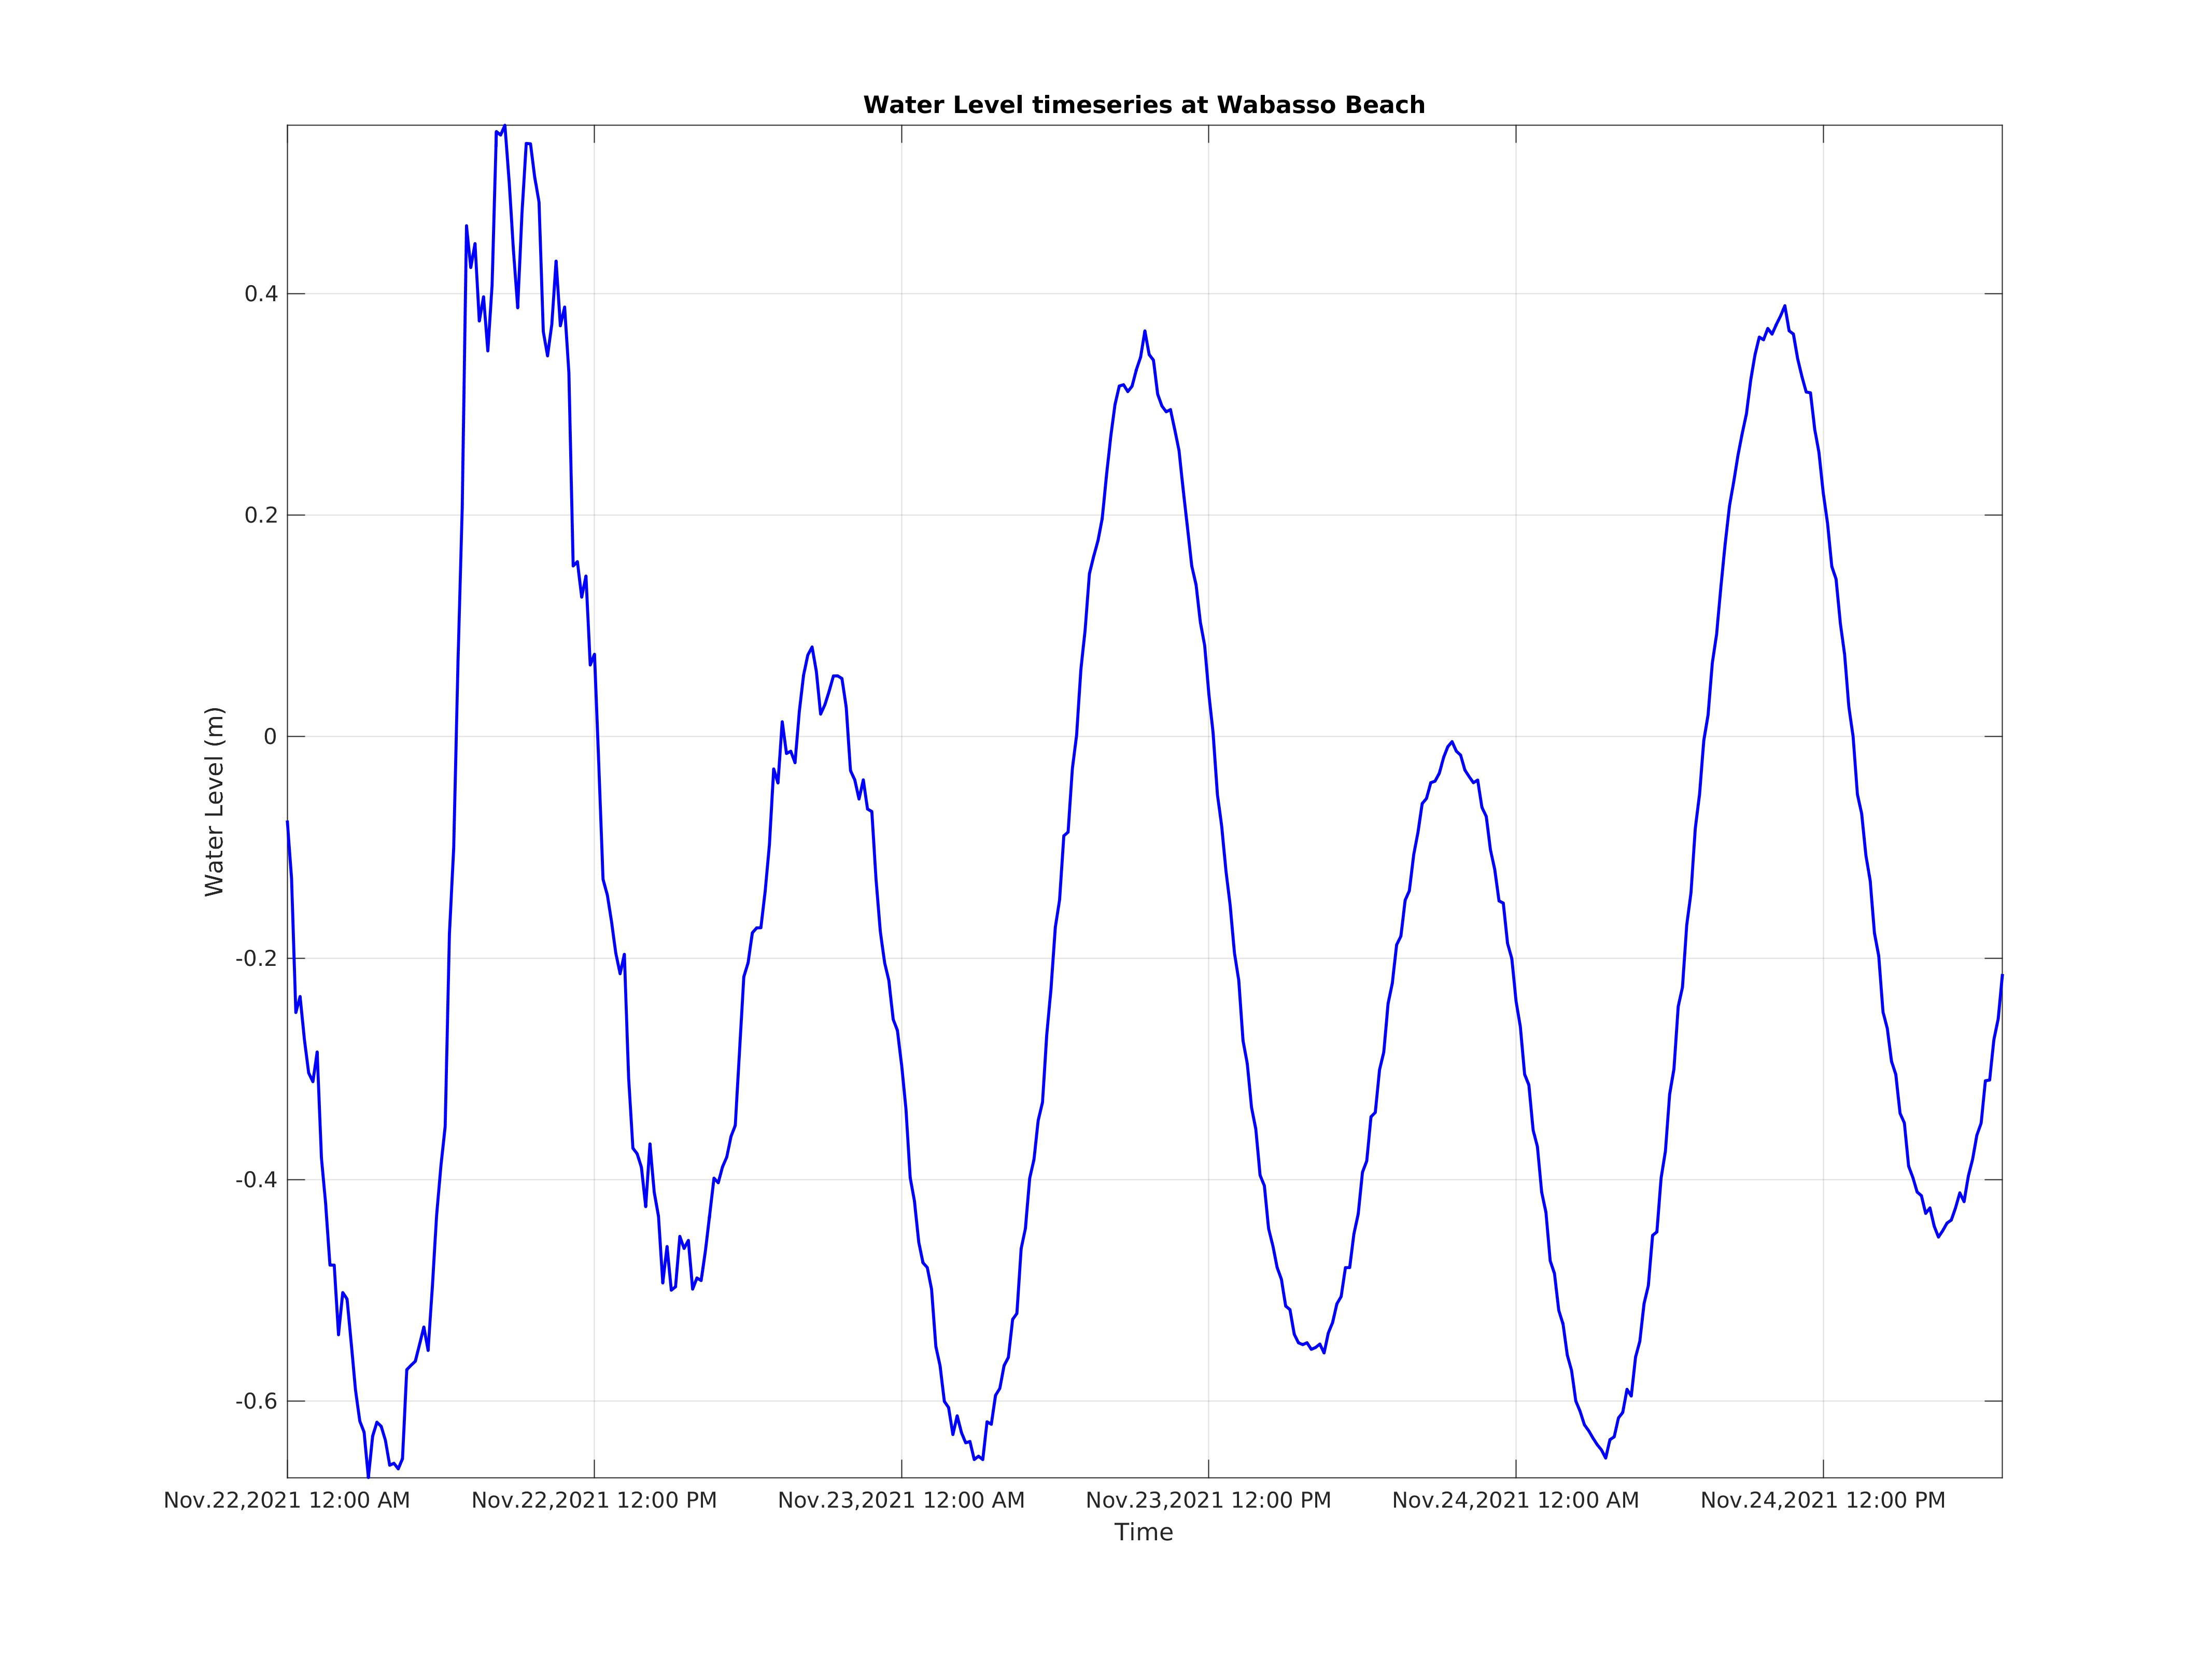 Water Level timeseries at Wabasso Beach
0.4
0.2
0
-0.2
-0.4
-0.6
Water Level (m)
Nov.22,2021 12:00 AM Nov.22,2021 12:00 PM Nov.23,2021 12:00 AM Nov.23,2021 12:00 PM Nov.24,2021 12:00 AM Nov.24,2021 12:00 PM
Time